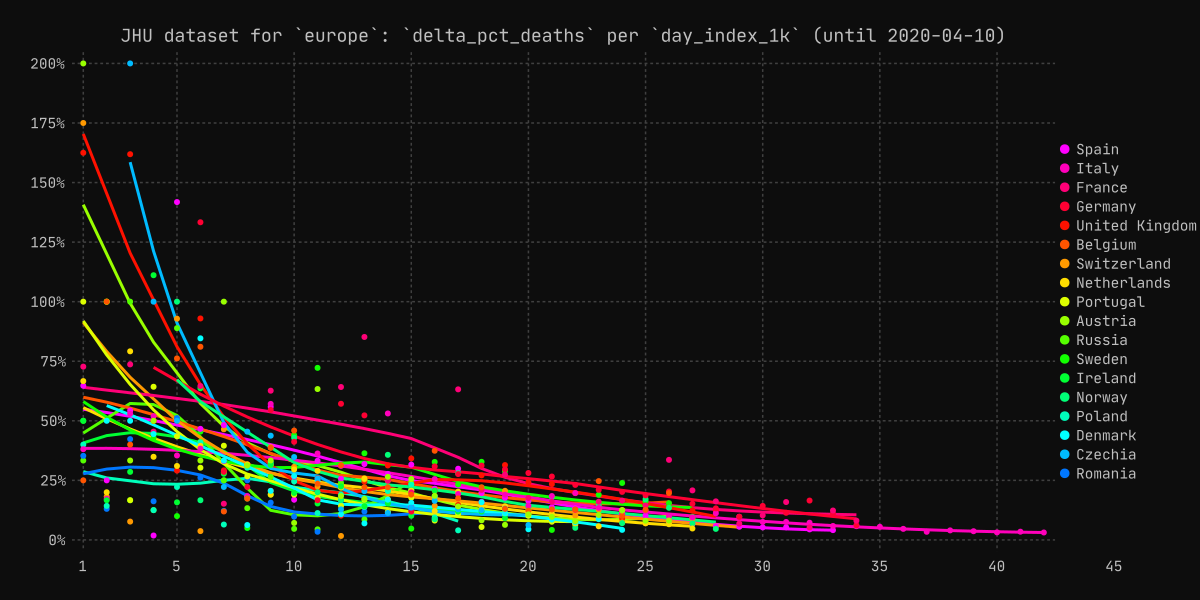 JHU dataset for `europe`: `delta_pct_deaths` per `day_index_1k` (until 2020-04-10)
200%
175%
150%
125%
100%
75%
50%
25%
0%
1 5 10 15 20 25 30 35 40 45
Spain
Italy
France
Germany
United Kingdom
Belgium
Switzerland
Netherlands
Portugal
Austria
Russia
Sweden
Ireland
Norway
Poland
Denmark
Czechia
Romania